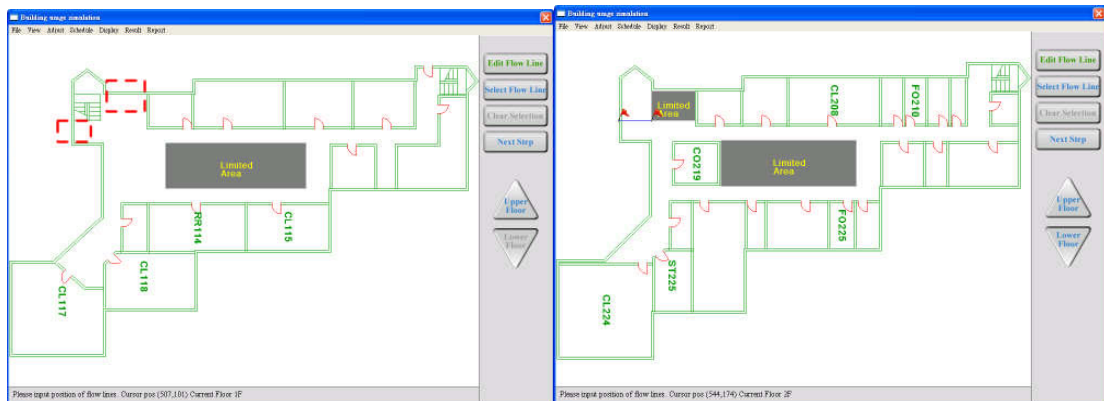 Building usage simulation
File View Adjust Schedule Display Result Report
Edit Flow Line
Select Flow Line
Clear Selection
Next Step
Upper
Floor
Lower
Floor
Limited
Area
RR114
CL115
CL118
CL117
Please input position of flow lines. Cursor pos (507,101) Current Floor 1F
Building usage simulation
File View Adjust Schedule Display Result Report
Edit Flow Line
Select Flow Line
Clear Selection
Next Step
Upper
Floor
Lower
Floor
Limited
Area
CL208
FO210
CO219
Limited
Area
FO225
ST225
CL224
Please input position of flow lines. Cursor pos (544,174) Current Floor 2F